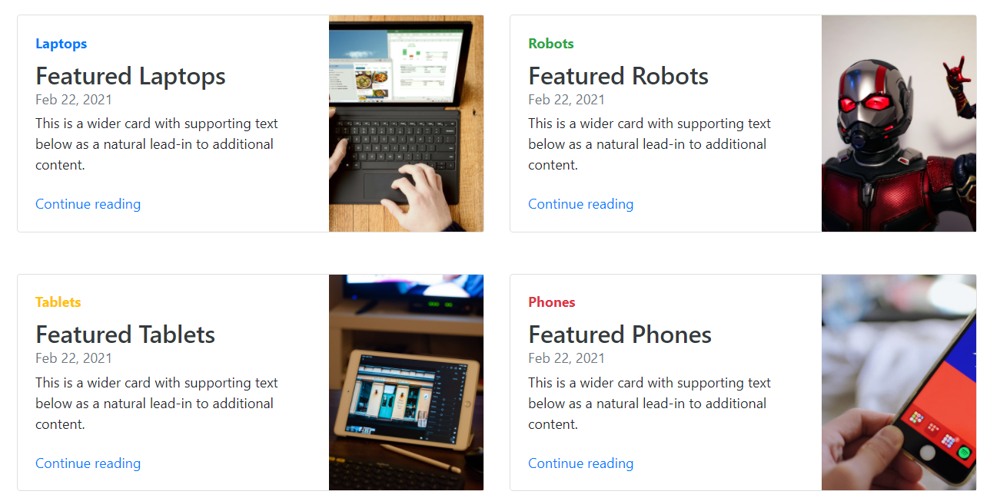 Laptops
Featured Laptops
Feb 22, 2021
This is a wider card with supporting text
below as a natural lead-in to additional
content.
Continue reading
Robots
Featured Robots
Feb 22, 2021
This is a wider card with supporting text
below as a natural lead-in to additional
content.
Continue reading
Tablets
Featured Tablets
Feb 22, 2021
This is a wider card with supporting text
below as a natural lead-in to additional
content.
Continue reading
Phones
Featured Phones
Feb 22, 2021
This is a wider card with supporting text
below as a natural lead-in to additional
content.
Continue reading